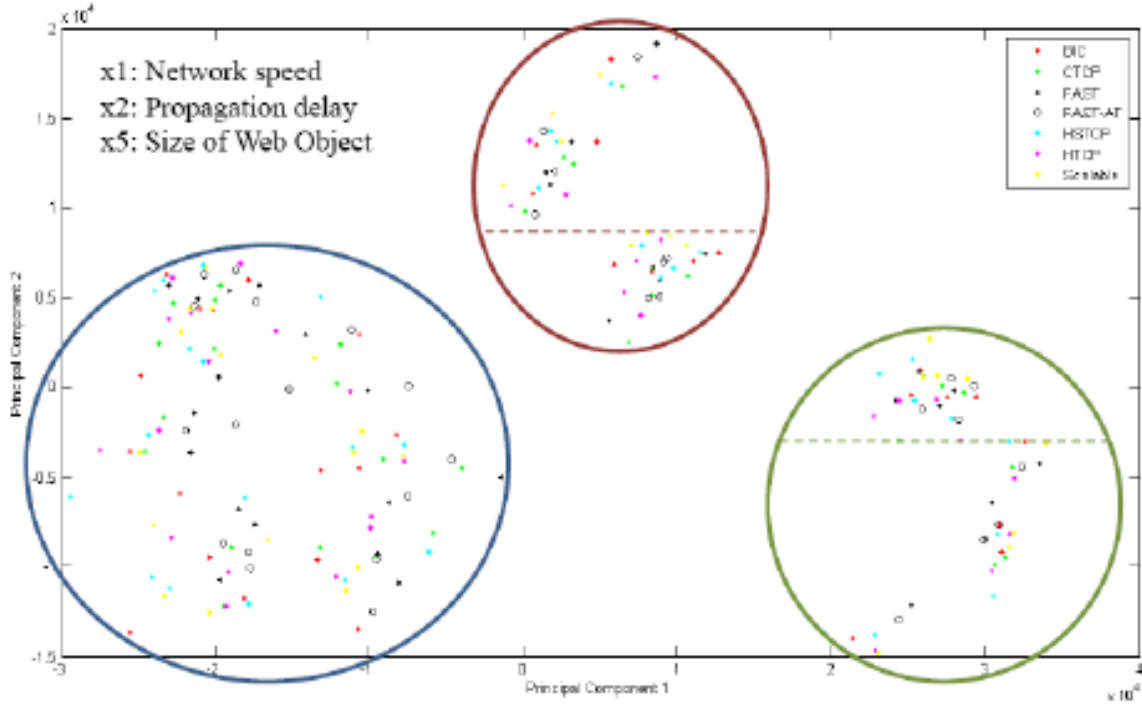 x 10⁴
2
1.5
1
0.5
0
-0.5
-1.5
Principal Component 2
x1: Network speed
x2: Propagation delay
x5: Size of Web Object
BIC
CTCP
FAST
FAST-AT
HSTCP
HTCP
Scalable
-3
-2
-1
0
1
2
3
4
Principal Component 1